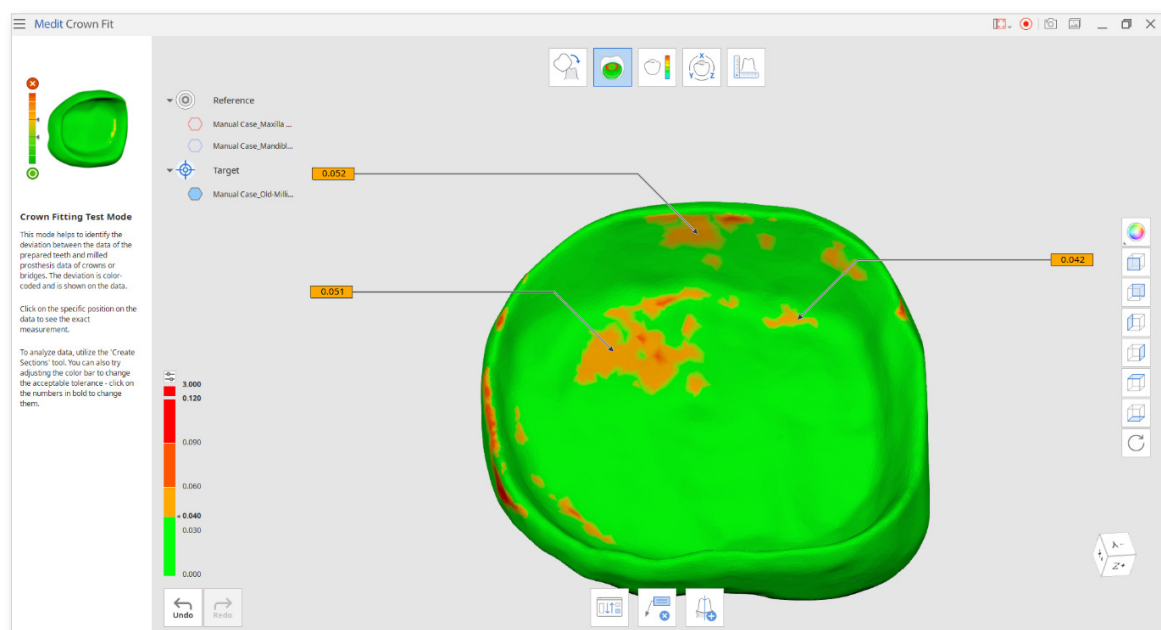 Medit Crown Fit
Crown Fitting Test Mode
This mode helps to identify the
deviation between the data of the
prepared teeth and milled
prosthesis data of crowns or
bridges. The deviation is color-
coded and is shown on the data.
Click on the specific position on the
data to see the exact
measurement.
To analyze data, utilize the 'Create
Sections' tool. You can also try
adjusting the color bar to change
the acceptable tolerance - click on
the numbers in bold to change
them.
Reference
Manual Case_Maxilla ...
Manual Case_Mandibl...
Target
Manual Case_Old-Milli...
0.052
0.042
0.051
3.000
0.120
0.090
0.060
0.040
0.030
0.000
Undo
Redo
X
Y
Z
Y-
Z+